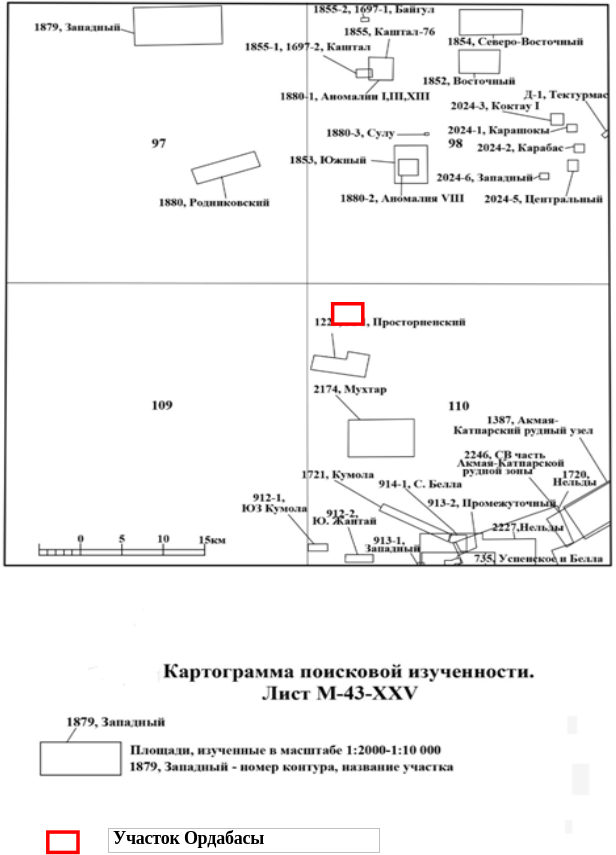 1855-2, 1697-1, Байгул
1879, Западный
1855, Каштал-76
1854, Северо-Восточный
1855-1, 1697-2, Каштал
1852, Восточный
1880-1, Аномалии I,III,XIII
Д-1, Тектурмас
2024-3, Коктау I
97
1880-3, Сулу
98
2024-1, Карашокы
2024-2, Карабас
1853, Южный
2024-6, Западный
1880, Родниковский
1880-2, Аномалия VIII
2024-5, Центральный
Просторненский
2174, Мухтар
109
110
1387, Акмая-
Катпарский рудный узел
2246, СВ часть
Акмая-Катпарской
рудной зоны
1720,
Нельды
1721, Кумола
914-1, С. Белла
912-1,
ЮЗ Кумола
913-2, Промежуточный
912-2,
Ю. Жантай
2227,Нельды
913-1,
Западный
735, Успенское и Белла
0 5 10 15км
Картограмма поисковой изученности.
Лист М-43-XXV
1879, Западный
Площади, изученные в масштабе 1:2000-1:10 000
1879, Западный - номер контура, название участка
Участок Ордабасы